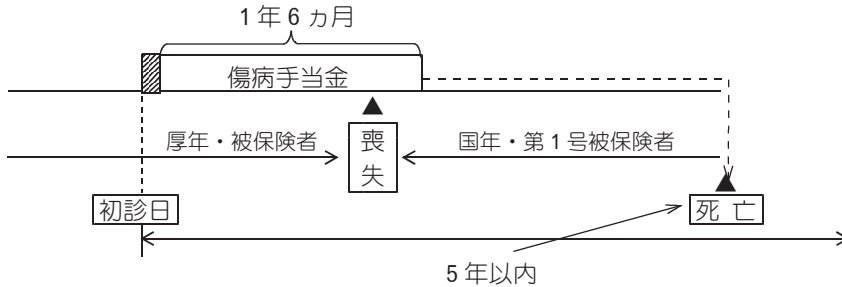 1年6ヵ月
傷病手当金
厚年・被保険者
喪失
国年・第1号被保険者
初診日
死亡
5年以内